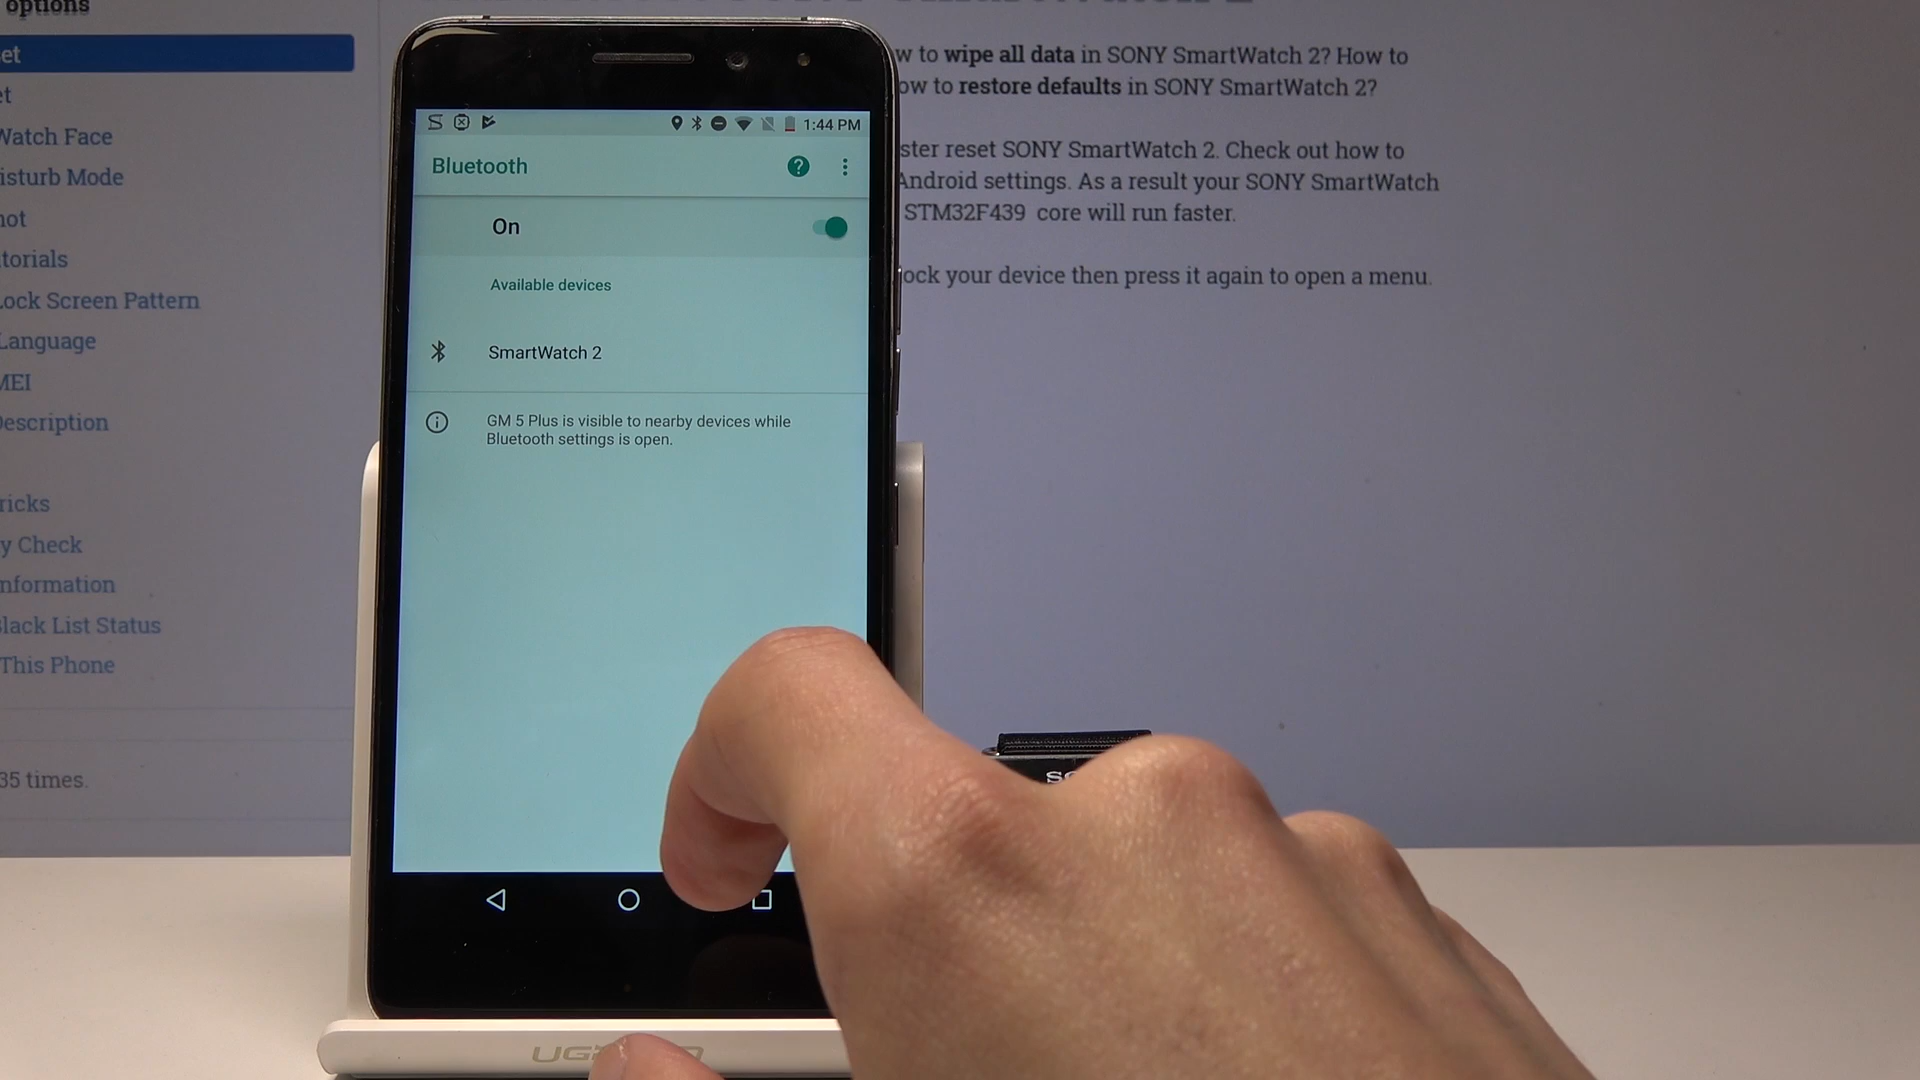 options
et
et
Watch Face
isturb Mode
not
torials
Lock Screen Pattern
Language
MEI
Description
ricks
y Check
nformation
Black List Status
This Phone
35 times.
w to wipe all data in SONY SmartWatch 2? How to
ow to restore defaults in SONY SmartWatch 2?
ster reset SONY SmartWatch 2. Check out how to
Android settings. As a result your SONY SmartWatch
STM32F439 core will run faster.
ock your device then press it again to open a menu.
1:44 PM
Bluetooth
On
Available devices
SmartWatch 2
GM 5 Plus is visible to nearby devices while
Bluetooth settings is open.
SO